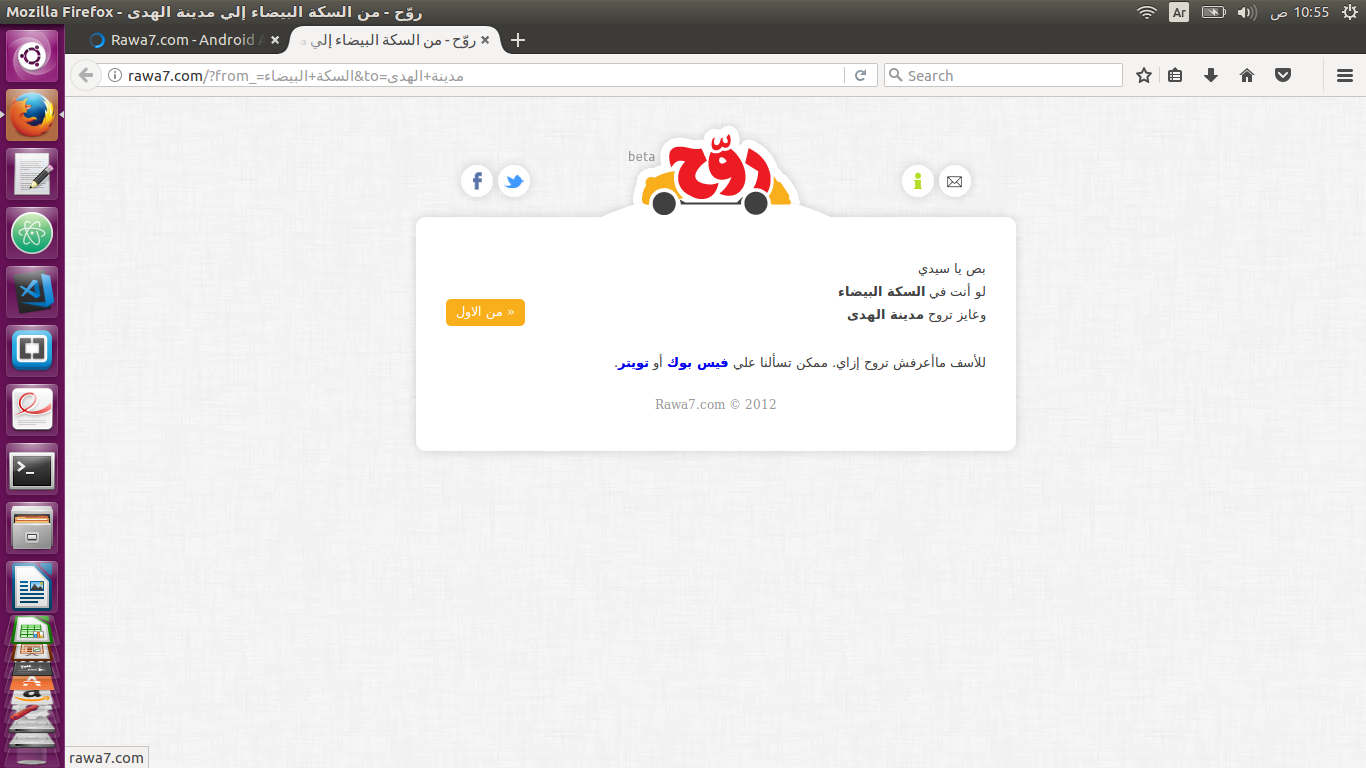 روّح - من السكة البيضاء إلي مدينة الهدى - Mozilla Firefox
Ar
10:55 ص
Rawa7.com - Android
روّح - من السكة البيضاء إلي
rawa7.com/?from_=السكة+البيضاء&to=مدينة+الهدى
Search
beta
روّح
بص يا سيدي
لو أنت في السكة البيضاء
وعايز تروح مدينة الهدى
« من الاول
للأسف ماأعرفش تروح إزاي. ممكن تسألنا علي فيس بوك أو تويتر.
Rawa7.com © 2012
rawa7.com